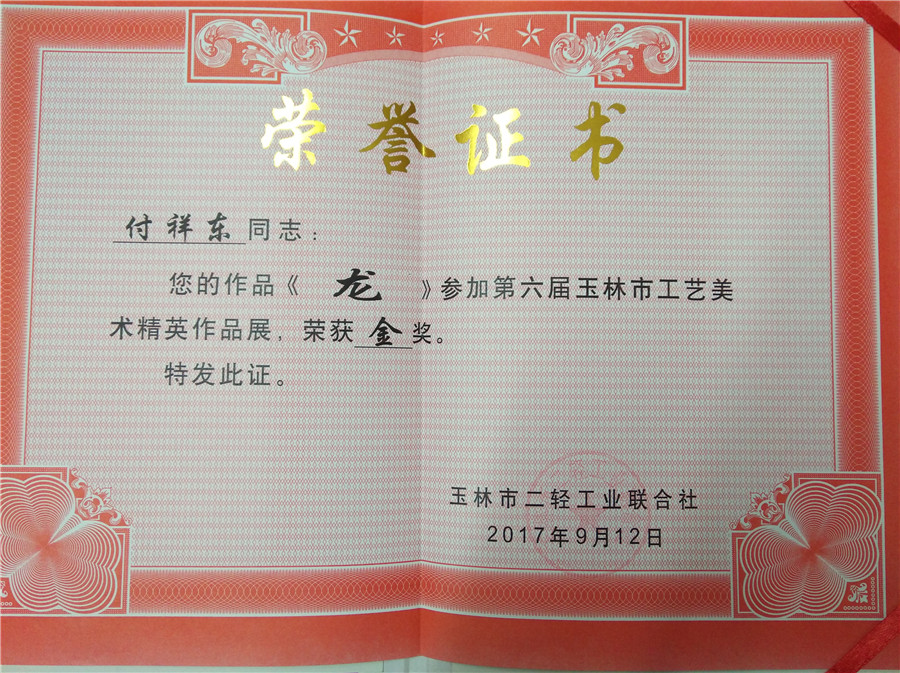 荣誉证书
付祥东同志：
您的作品《 龙 》参加第六届玉林市工艺美
术精英作品展，荣获金奖。
特发此证。
玉林市二轻工业联合社
2017年9月12日